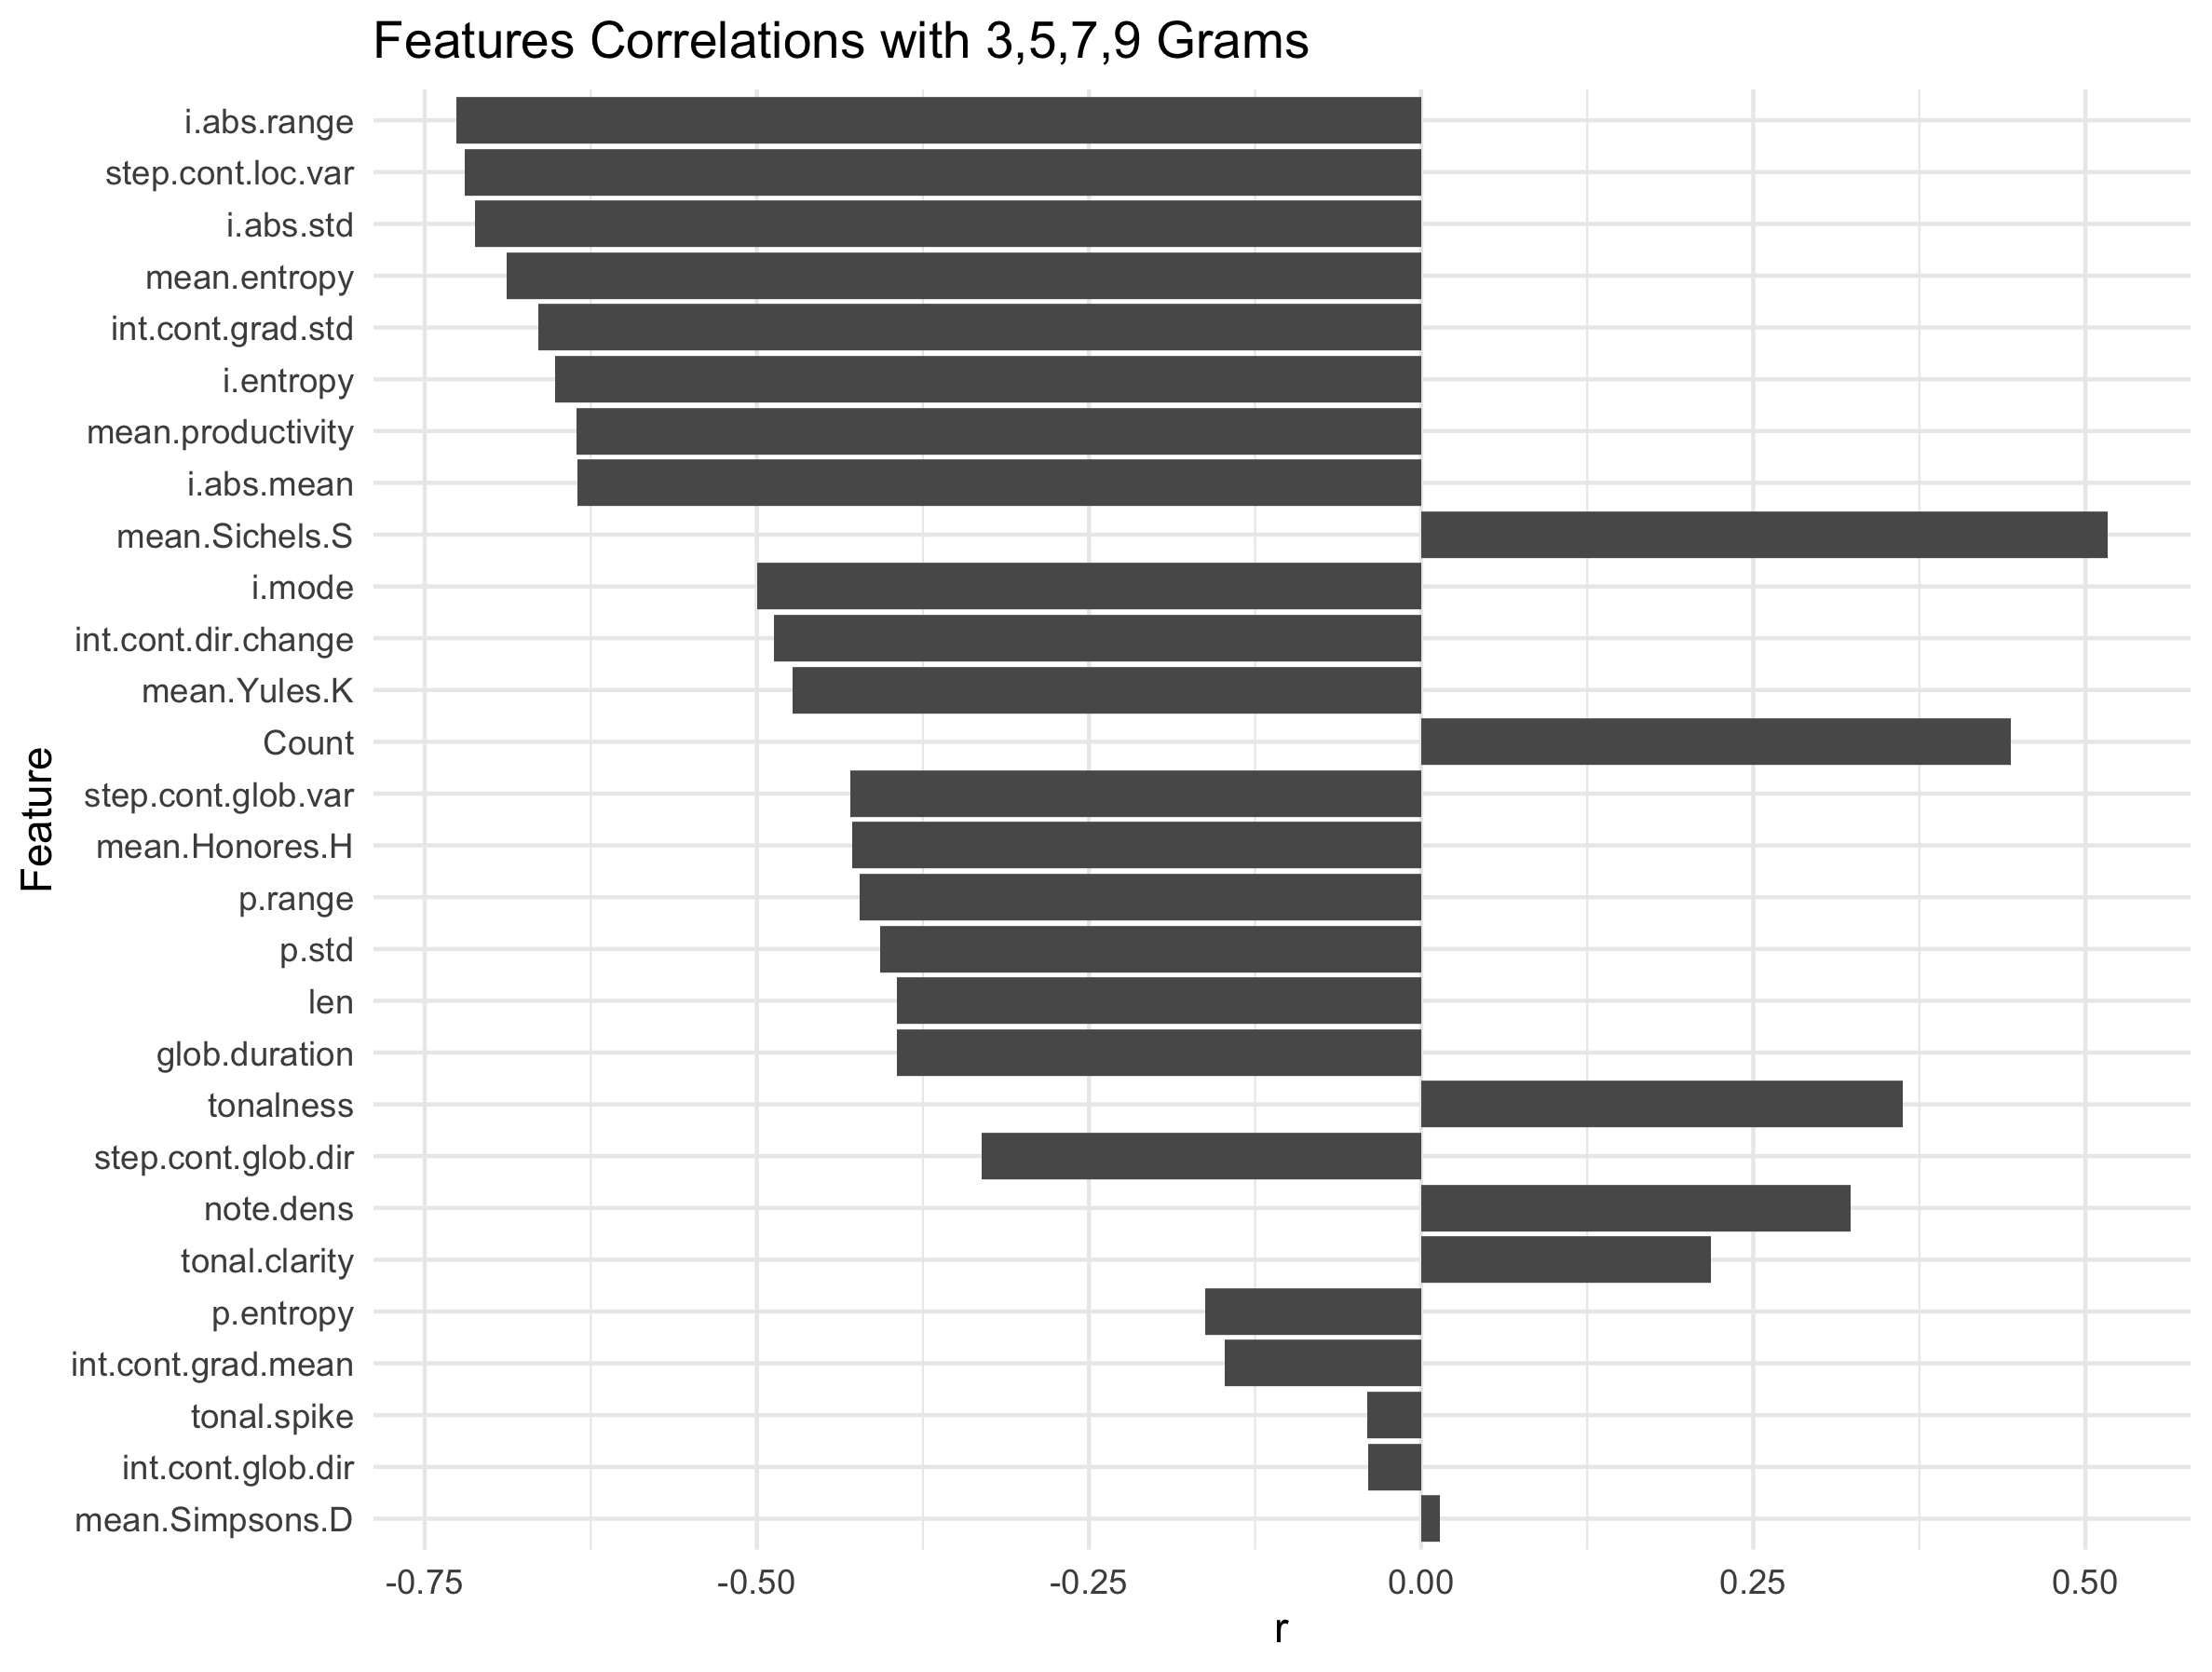 Features Correlations with 3,5,7,9 Grams
i.abs.range
step.cont.loc.var
i.abs.std
mean.entropy
int.cont.grad.std
i.entropy
mean.productivity
i.abs.mean
mean.Sichels.S
i.mode
int.cont.dir.change
mean.Yules.K
Count
step.cont.glob.var
mean.Honores.H
p.range
p.std
len
glob.duration
tonalness
step.cont.glob.dir
note.dens
tonal.clarity
p.entropy
int.cont.grad.mean
tonal.spike
int.cont.glob.dir
mean.Simpsons.D
Feature
-0.75 -0.50 -0.25 0.00 0.25 0.50
r